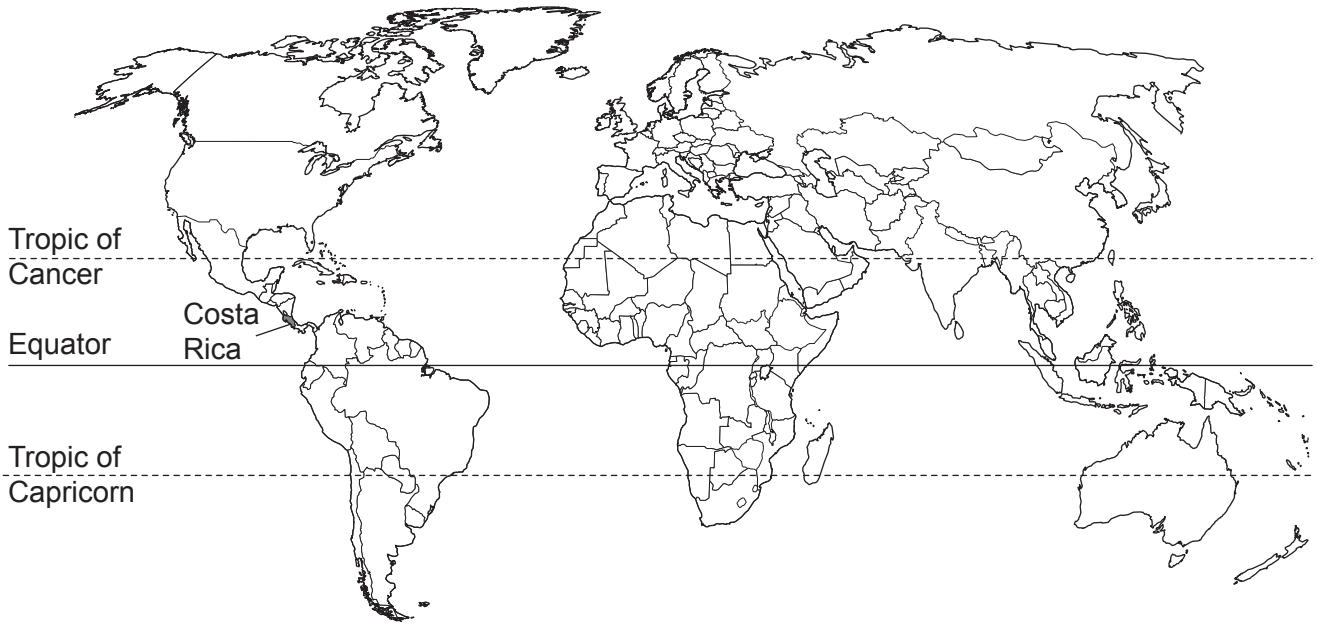 Tropic of
Cancer
Costa
Rica
Equator
Tropic of
Capricorn